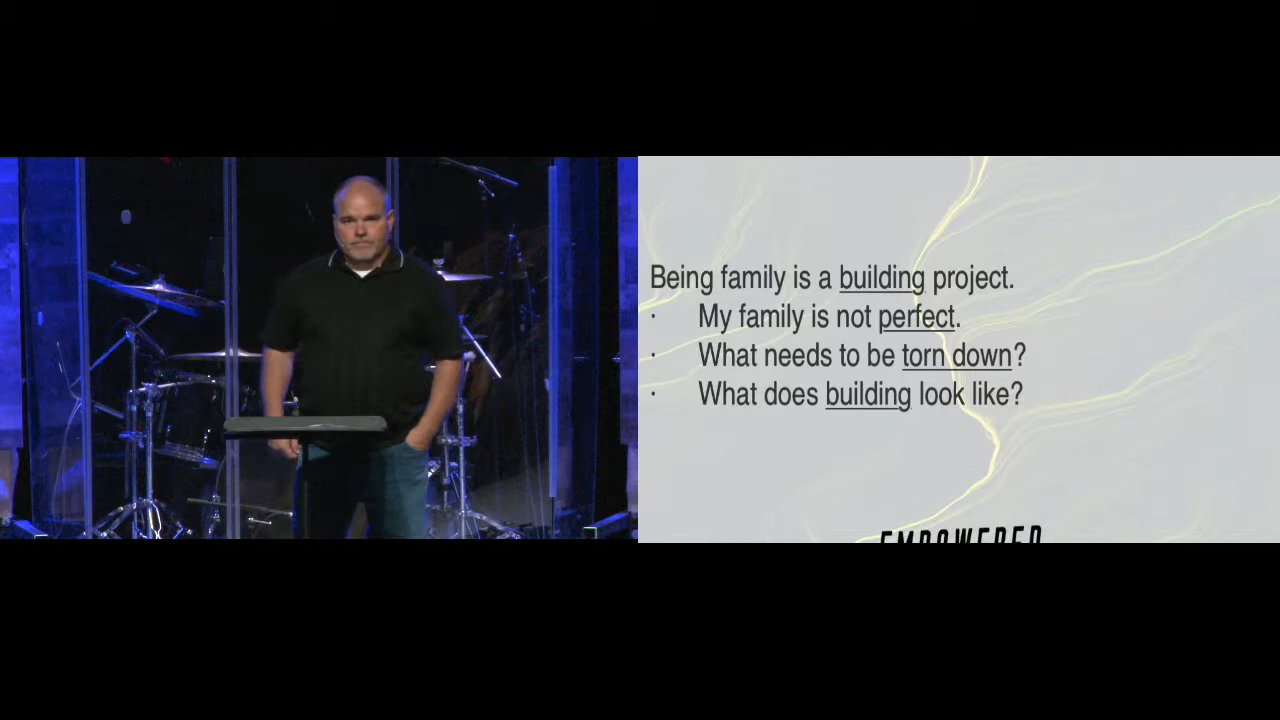 Being family is a building project.
· My family is not perfect.
· What needs to be torn down?
· What does building look like?
EMPOWERED